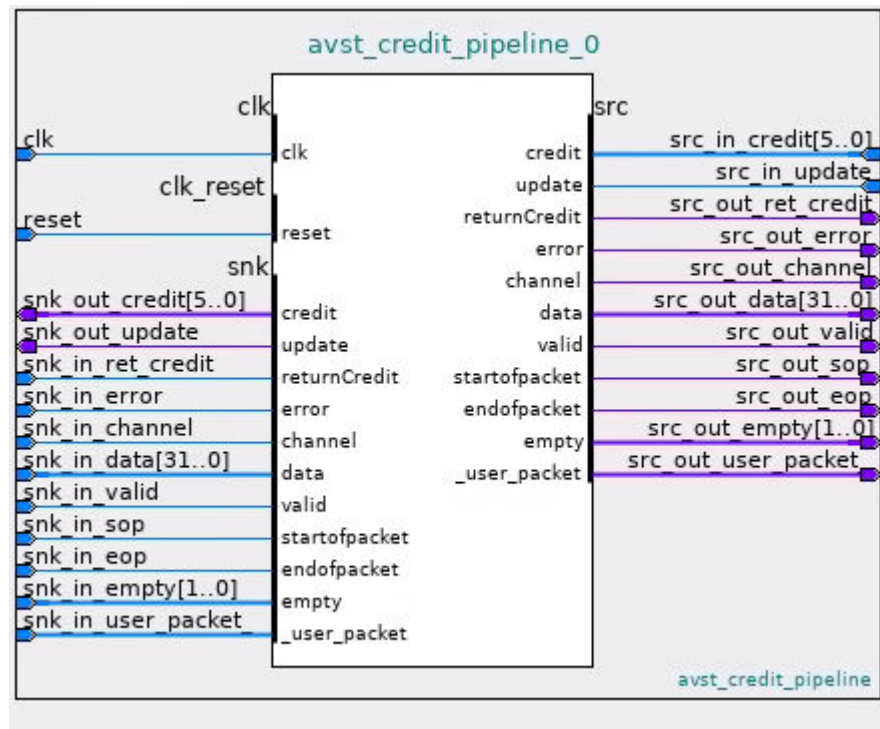 avst_credit_pipeline_0
clk
src
clk
clk
credit
src_in_credit[5..0]
update
src_in_update
clk_reset
returnCredit
src_out_ret_credit
reset
reset
error
src_out_error
snk
channel
src_out_channel
snk_out_credit[5..0]
credit
data
src_out_data[31..0]
snk_out_update
update
valid
src_out_valid
snk_in_ret_credit
returnCredit
startofpacket
src_out_sop
snk_in_error
error
endofpacket
src_out_eop
snk_in_channel
channel
empty
src_out_empty[1..0]
snk_in_data[31..0]
data
_user_packet
src_out_user_packet_
snk_in_valid
valid
snk_in_sop
startofpacket
snk_in_eop
endofpacket
snk_in_empty[1..0]
empty
snk_in_user_packet_
_user_packet
avst_credit_pipeline